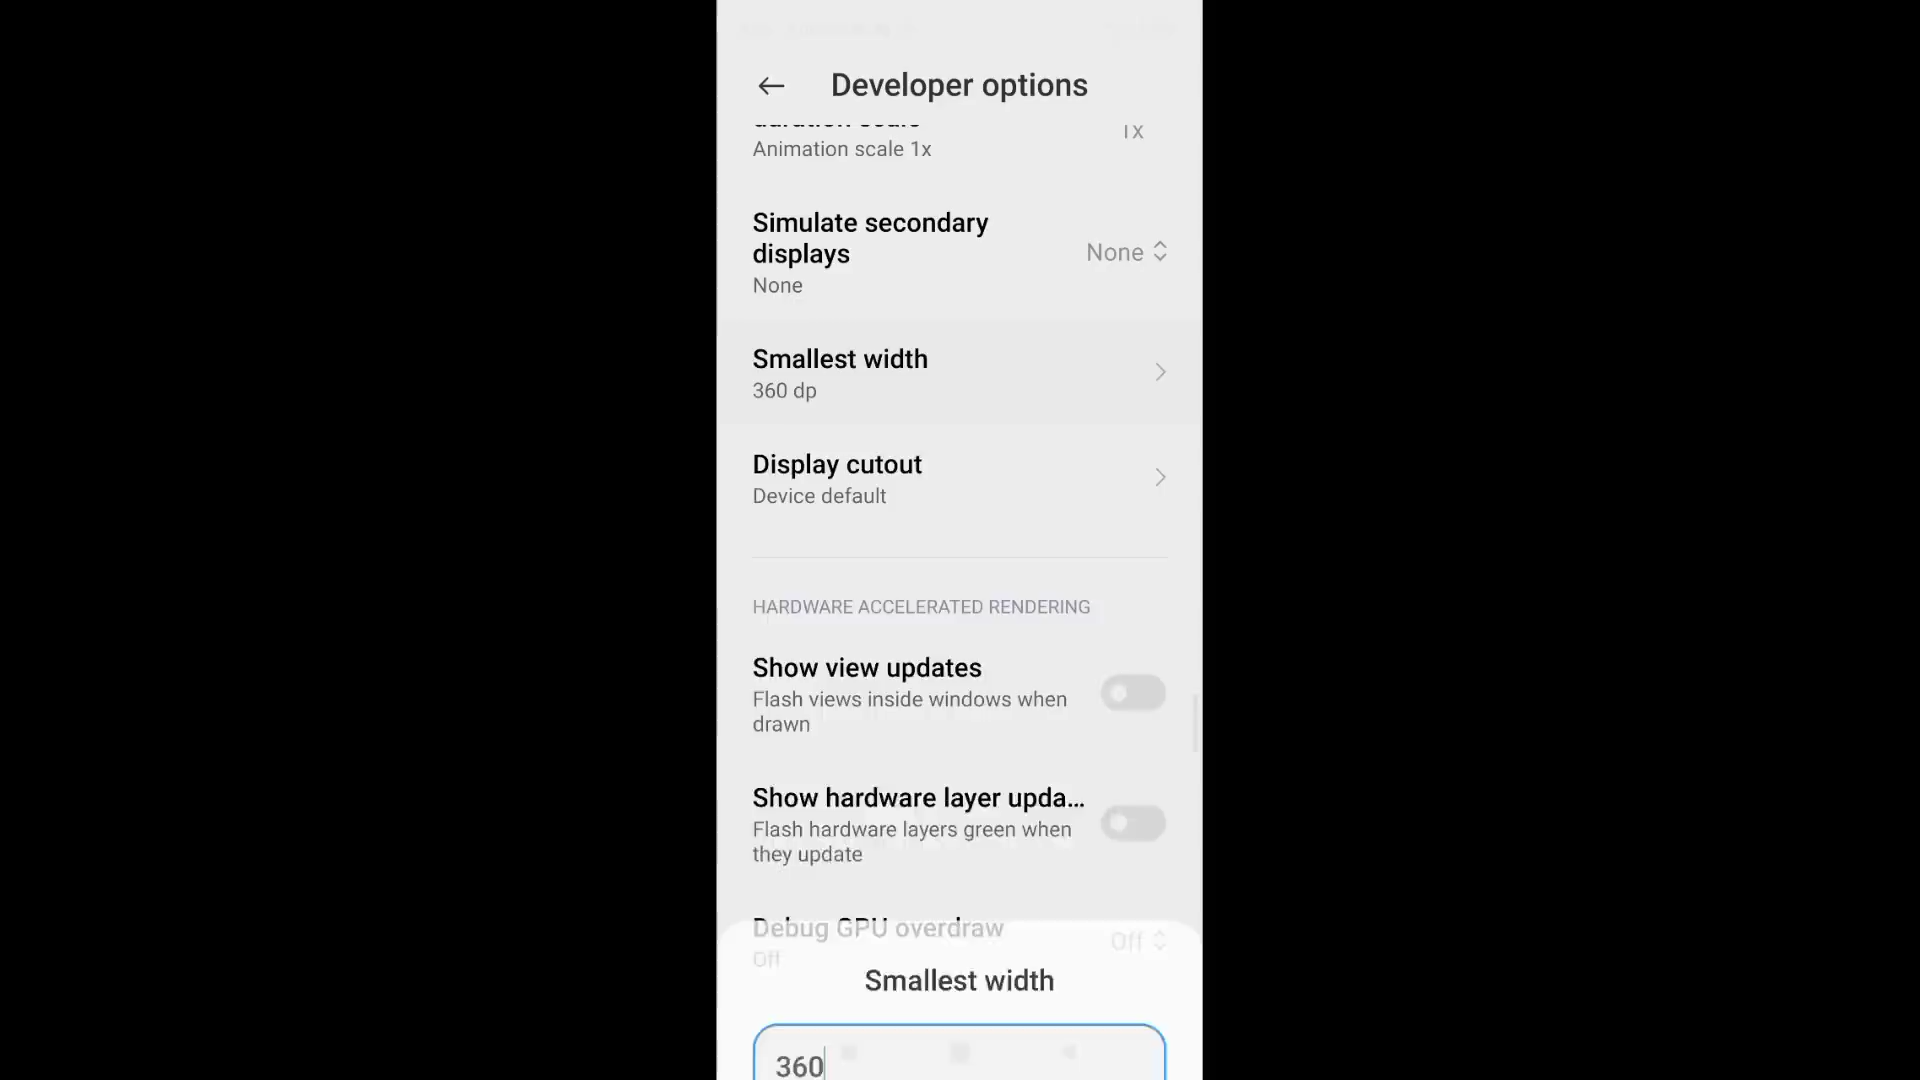 Developer options
duration scale
1x
Animation scale 1x
Simulate secondary
displays
None
None
Smallest width
360 dp
Display cutout
Device default
HARDWARE ACCELERATED RENDERING
Show view updates
Flash views inside windows when
drawn
Show hardware layer upda...
Flash hardware layers green when
they update
Debug GPU overdraw
Off
Off
Smallest width
360